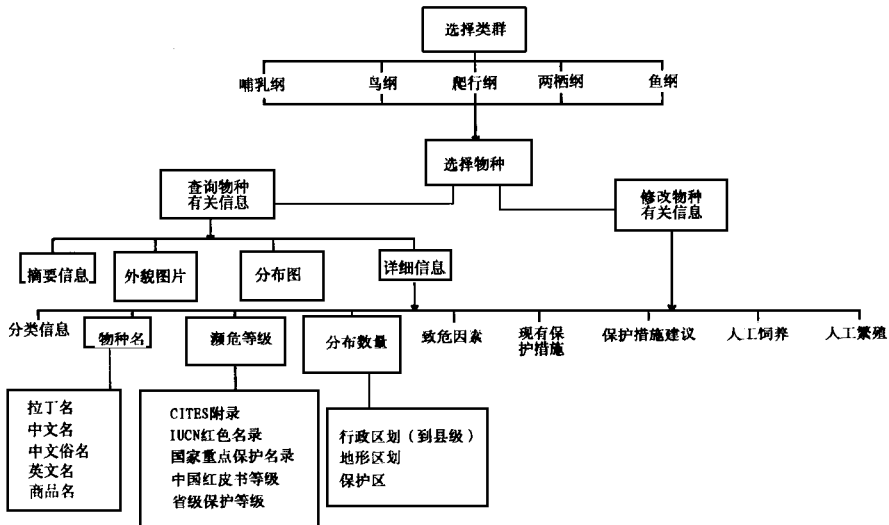 选择类群
哺乳纲
鸟纲
爬行纲
两栖纲
鱼纲
选择物种
查询物种
有关信息
修改物种
有关信息
摘要信息
外貌图片
分布图
详细信息
分类信息
物种名
濒危等级
分布数量
致危因素
现有保
护措施
保护措施建议
人工饲养
人工繁殖
拉丁名
中文名
中文俗名
英文名
商品名
CITES附录
IUCN红色名录
国家重点保护名录
中国红皮书等级
省级保护等级
行政区划（到县级）
地形区划
保护区